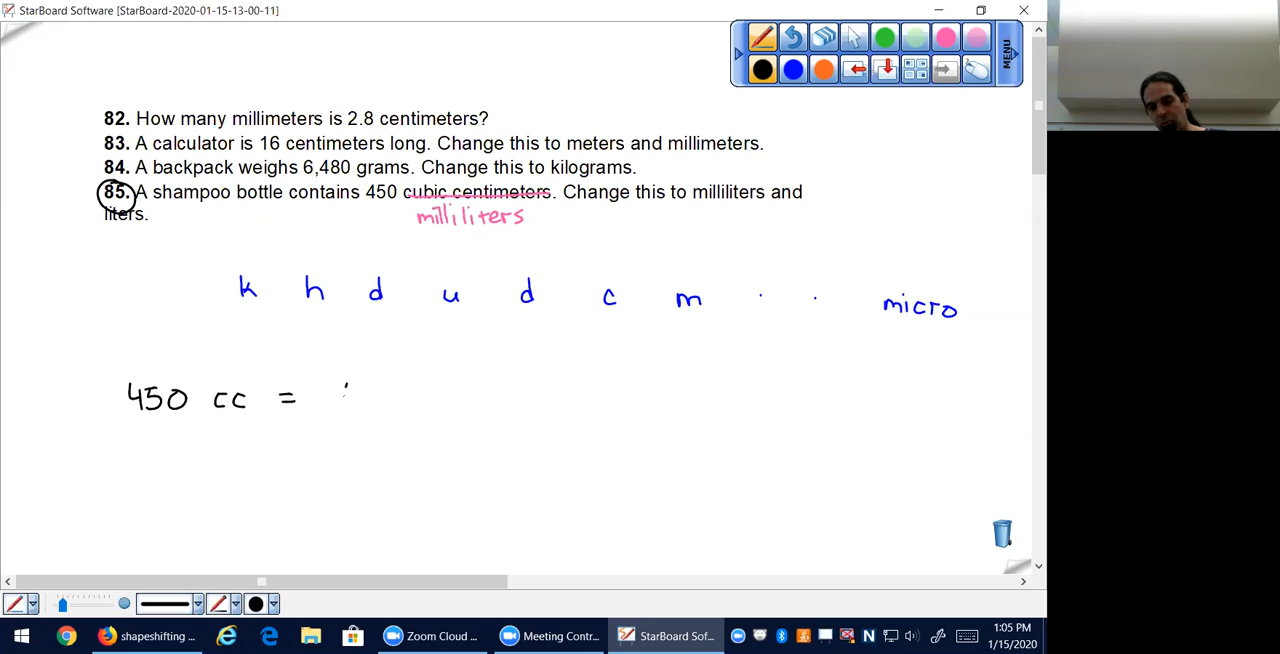 StarBoard Software [StarBoard-2020-01-15-13-00-11]
MENU
82. How many millimeters is 2.8 centimeters?
83. A calculator is 16 centimeters long. Change this to meters and millimeters.
84. A backpack weighs 6,480 grams. Change this to kilograms.
85. A shampoo bottle contains 450 cubic centimeters. Change this to milliliters and
liters.
milliliters
k h d u d c m . . micro
450 cc =
shapeshifting ...
Zoom Cloud ...
Meeting Contr...
StarBoard Sof...
N
1:05 PM
1/15/2020